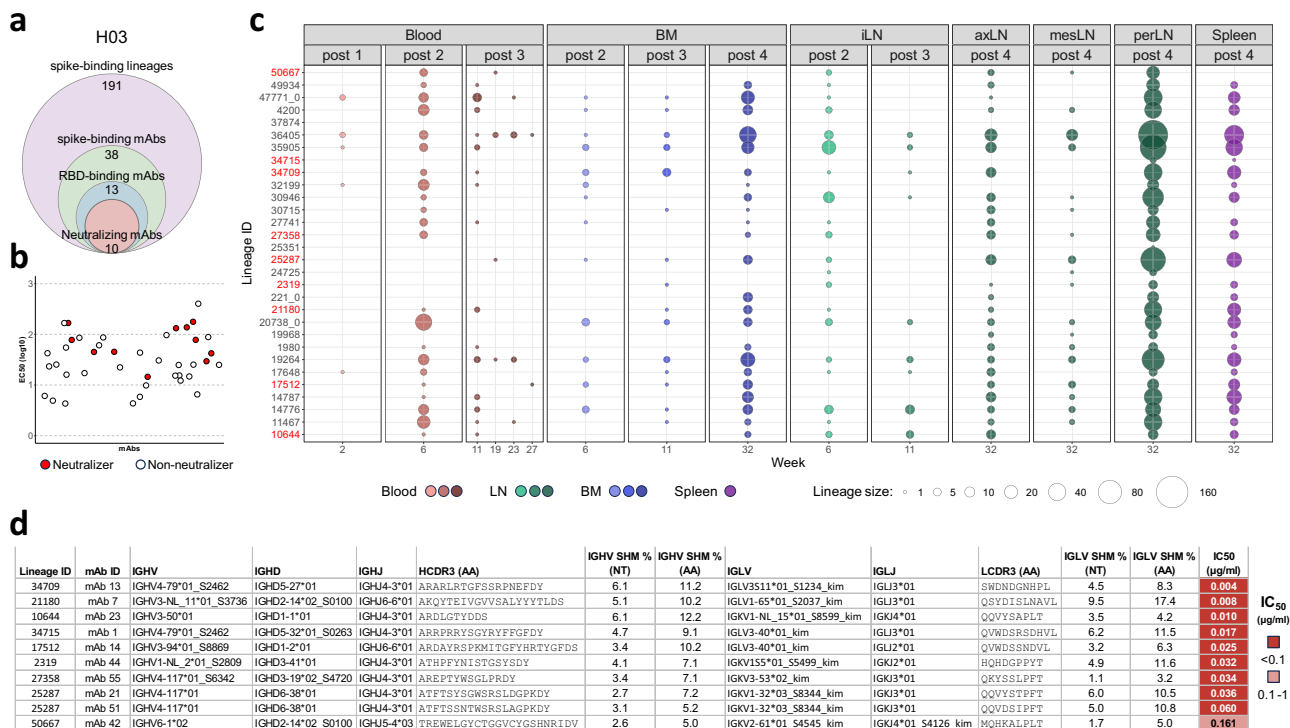 a
H03
spike-binding lineages
191
spike-binding mAbs
38
RBD-binding mAbs
13
Neutralizing mAbs
10
b
EC50 (log10)
3
2
1
0
mAbs
Neutralizer Non-neutralizer
c
Blood BM iLN axLN mesLN perLN Spleen
post 1 post 2 post 3 post 2 post 3 post 4 post 2 post 3 post 4 post 4 post 4 post 4
Lineage ID
50667
49934
47771_0
4200
37874
36405
35905
34715
34709
32199
30946
30715
27741
27358
25351
25287
24725
2319
221_0
21180
20738_0
19968
1980
19264
17648
17512
14787
14776
11467
10644
2 6 11 19 23 27 6 11 32 6 11 32 32 32 32
Week
Blood LN BM Spleen Lineage size: 1 5 10 20 40 80 160
d
Lineage ID mAb ID IGHV IGHD IGHJ HCDR3 (AA) IGHV SHM % (NT) IGHV SHM % (AA) IGLV IGLJ LCDR3 (AA) IGLV SHM % (NT) IGLV SHM % (AA) IC50 (µg/ml)
34709 mAb 13 IGHV4-79*01_S2462 IGHD5-27*01 IGHJ4-3*01 ARARLRTGFSSRPNEFDY 6.1 11.2 IGLV3S11*01_S1234_kim IGLJ3*01 SWDNDGNHPL 4.5 8.3 0.004
21180 mAb 7 IGHV3-NL_11*01_S3736 IGHD2-14*02_S0100 IGHJ6-6*01 AKQYTEIVGVVSALYYYTLDS 5.1 10.2 IGLV1-65*01_S2037_kim IGLJ3*01 QSYDISLNAVL 9.5 17.4 0.008
10644 mAb 23 IGHV3-50*01 IGHD1-1*01 IGHJ4-3*01 ARDLGTYDDS 6.1 12.2 IGKV1-NL_15*01_S8599_kim IGKJ4*01 QQVYSAPLT 3.5 4.2 0.010
34715 mAb 1 IGHV4-79*01_S2462 IGHD5-32*01_S0263 IGHJ4-3*01 ARRPRRYSGYRYFFGFDY 4.7 9.1 IGLV3-40*01_kim IGLJ3*01 QVWDSRSDHVL 6.2 11.5 0.017
17512 mAb 14 IGHV3-94*01_S8869 IGHD1-2*01 IGHJ6-6*01 ARDAYRSPKMITGFYHRTYGFDS 3.4 10.2 IGLV3-40*01_kim IGLJ2*01 QVWDSSNDVL 3.2 6.3 0.025
2319 mAb 44 IGHV1-NL_2*01_S2809 IGHD3-41*01 IGHJ4-3*01 ATHPFYNISTGSYSDY 4.1 7.1 IGKV1S5*01_S5499_kim IGKJ2*01 HQHDGPPYT 4.9 11.6 0.032
27358 mAb 55 IGHV4-117*01_S6342 IGHD3-19*02_S4720 IGHJ4-3*01 AREPTYWSGLPRDY 3.4 7.1 IGKV3-53*02_kim IGKJ3*01 QKYSSLPFT 1.1 3.2 0.034
25287 mAb 21 IGHV4-117*01 IGHD6-38*01 IGHJ4-3*01 ATFTSYSGWSRSLDGPKDY 2.7 7.2 IGKV1-32*03_S8344_kim IGKJ3*01 QQVYSTPFT 6.0 10.5 0.036
25287 mAb 51 IGHV4-117*01 IGHD6-38*01 IGHJ4-3*01 ATFTSSNTWSRSLAGPKDY 3.1 5.2 IGKV1-32*03_S8344_kim IGKJ3*01 QQVDSIPFT 5.0 10.8 0.060
50667 mAb 42 IGHV6-1*02 IGHD2-14*02_S0100 IGHJ5-4*03 TREWELGYCTGGVCYGSHNRIDV 2.6 5.0 IGKV2-61*01_S4545_kim IGKJ4*01_S4126_kim MQHKALPLT 1.7 5.0 0.161
IC50
(µg/ml)
<0.1
0.1-1